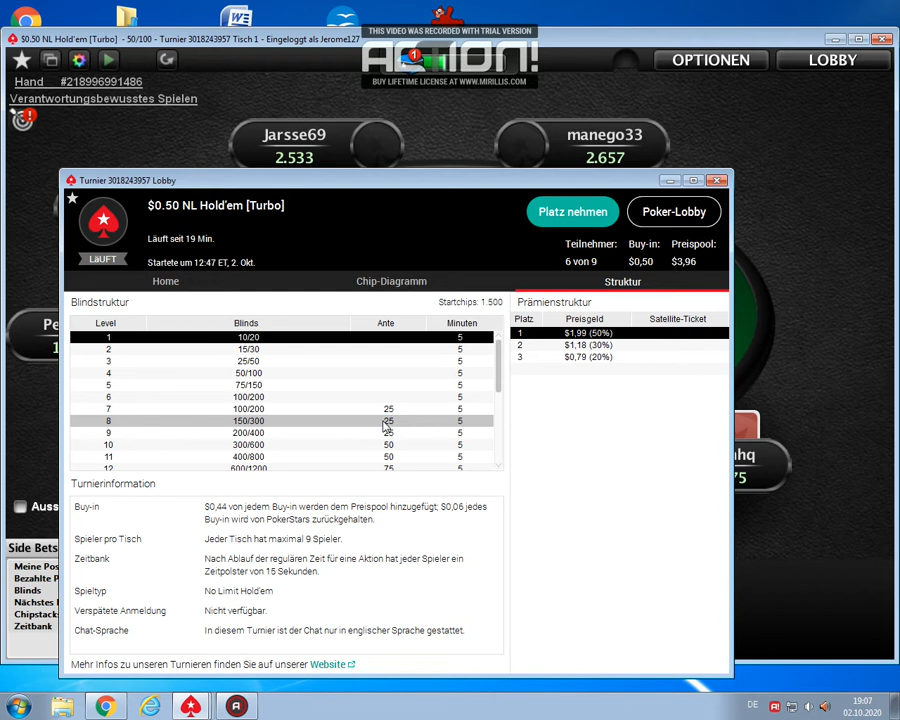 THIS VIDEO WAS RECORDED WITH TRIAL VERSION
ACTION!
BUY LIFETIME LICENSE AT WWW.MIRILLIS.COM
$0.50 NL Hold'em [Turbo] - 50/100 - Turnier 3018243957 Tisch 1 - Eingeloggt als Jerome127
1
OPTIONEN
LOBBY
Hand #218996991486
Verantwortungsbewusstes Spielen
Jarsse69
2.533
manego33
2.657
Turnier 3018243957 Lobby
$0.50 NL Hold'em [Turbo]
Platz nehmen
Poker-Lobby
Läuft seit 19 Min.
Teilnehmer: Buy-in: Preispool:
LäUFT
Startete um 12:47 ET, 2. Okt.
6 von 9 $0,50 $3,96
Home
Chip-Diagramm
Struktur
Blindstruktur
Startchips: 1.500
Level Blinds Ante Minuten
1 10/20 5
2 15/30 5
3 25/50 5
4 50/100 5
5 75/150 5
6 100/200 5
7 100/200 25 5
8 150/300 25 5
9 200/400 25 5
10 300/600 50 5
11 400/800 50 5
12 600/1200 75 5
Prämienstruktur
Platz Preisgeld Satellite-Ticket
1 $1,99 (50%)
2 $1,18 (30%)
3 $0,79 (20%)
Turnierinformation
Buy-in $0,44 von jedem Buy-in werden dem Preispool hinzugefügt; $0,06 jedes
Buy-in wird von PokerStars zurückgehalten.
Spieler pro Tisch Jeder Tisch hat maximal 9 Spieler.
Zeitbank Nach Ablauf der regulären Zeit für eine Aktion hat jeder Spieler ein
Zeitpolster von 15 Sekunden.
Spieltyp No Limit Hold'em
Verspätete Anmeldung Nicht verfügbar.
Chat-Sprache In diesem Turnier ist der Chat nur in englischer Sprache gestattet.
Mehr Infos zu unseren Turnieren finden Sie auf unserer Website
Pe
hq
75
Auss
Side Bets
Meine Pos
Bezahlte P
Blinds
Nächstes
Chipstacks
Zeitbank
DE
19:07
02.10.2020